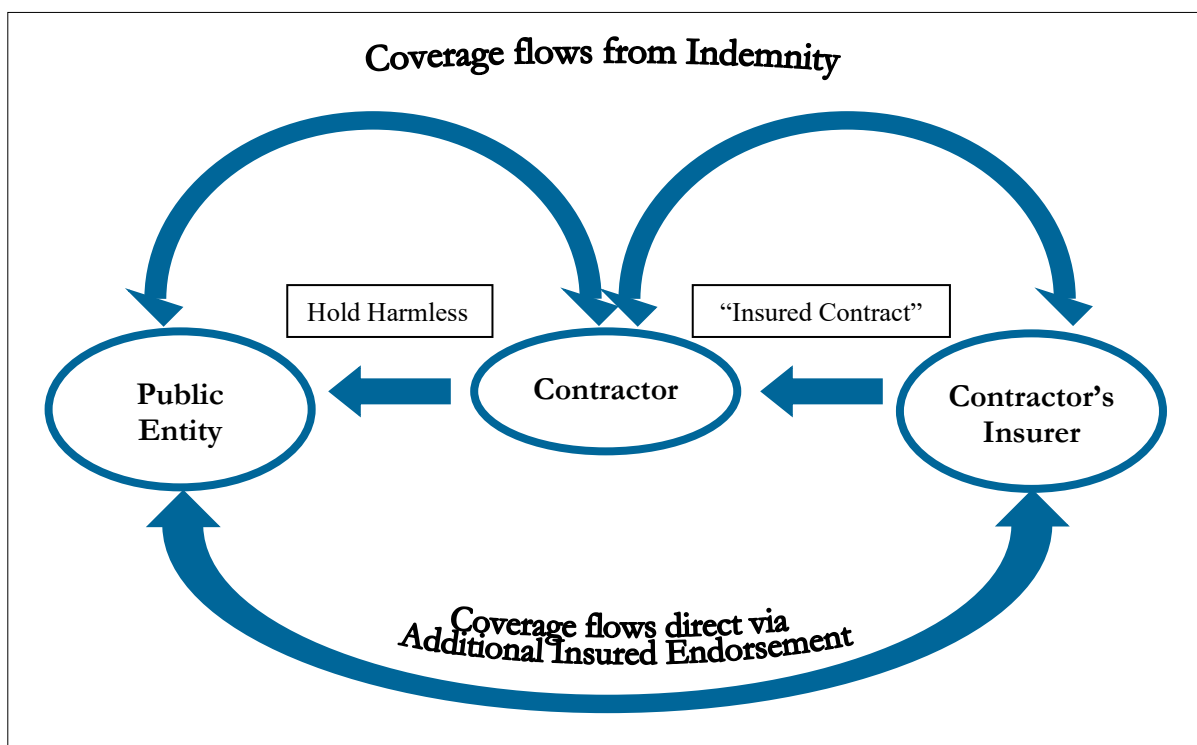 Coverage flows from Indemnity
Hold Harmless
“Insured Contract”
Public
Entity
Contractor
Contractor’s
Insurer
Coverage flows direct via
Additional Insured Endorsement